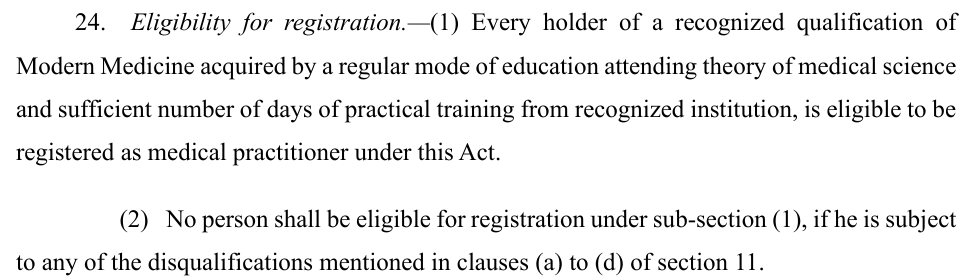 24. Eligibility for registration.—(1) Every holder of a recognized qualification of
Modern Medicine acquired by a regular mode of education attending theory of medical science
and sufficient number of days of practical training from recognized institution, is eligible to be
registered as medical practitioner under this Act.
(2) No person shall be eligible for registration under sub-section (1), if he is subject
to any of the disqualifications mentioned in clauses (a) to (d) of section 11.